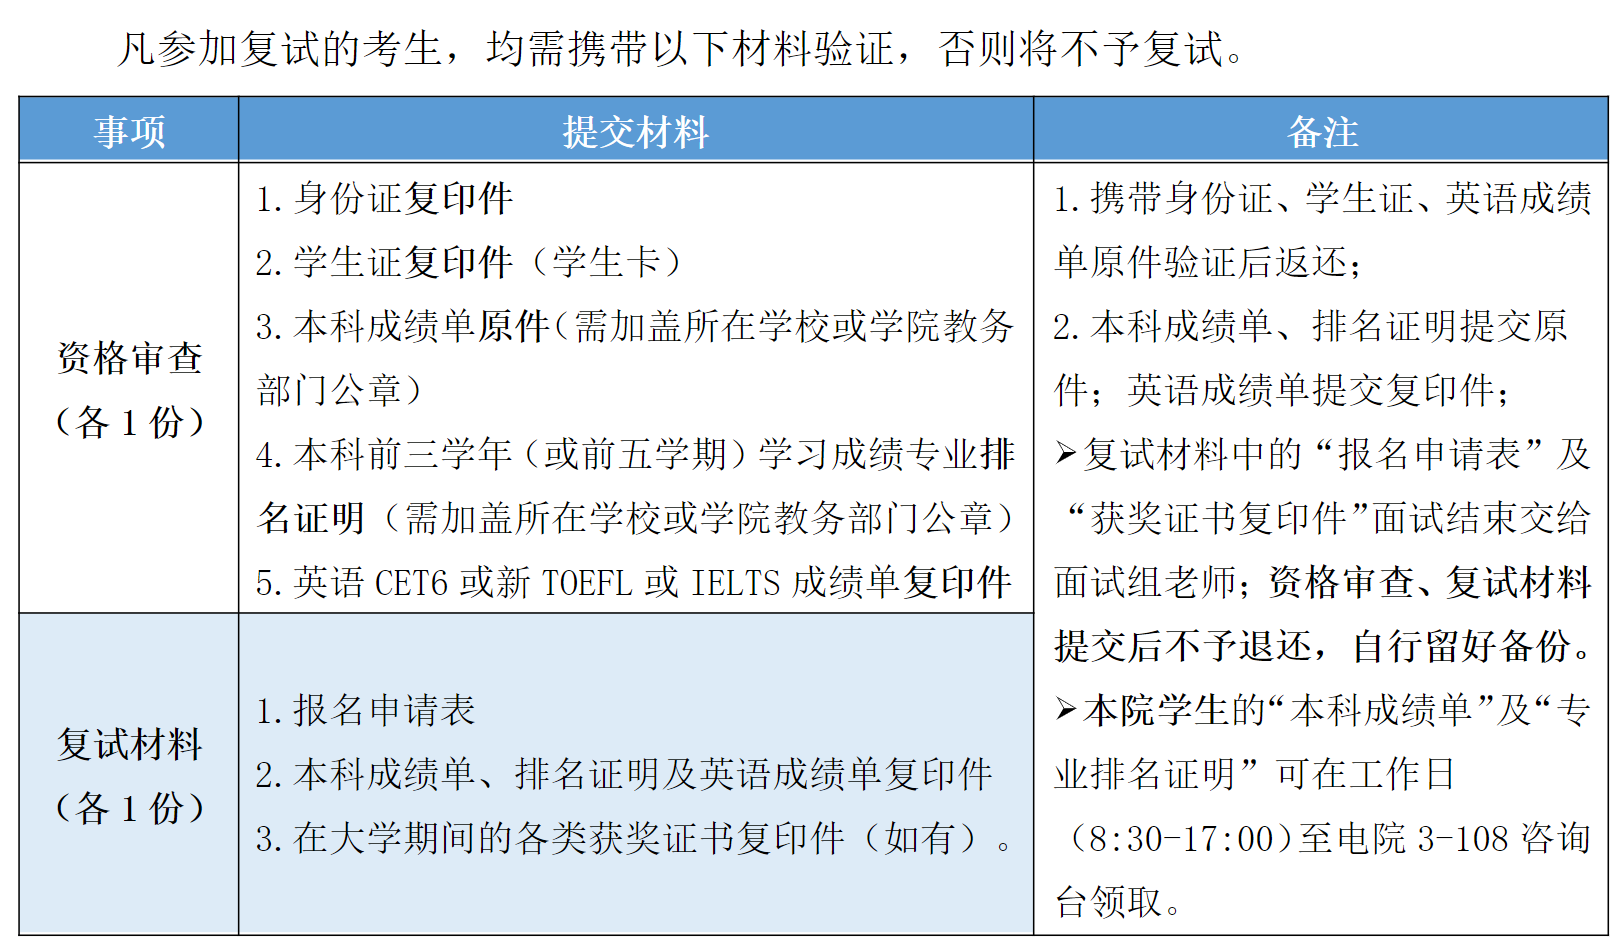 凡参加复试的考生，均需携带以下材料验证，否则将不予复试。
事项
提交材料
备注
资格审查
（各 1 份）
1.身份证复印件
2.学生证复印件（学生卡）
3.本科成绩单原件（需加盖所在学校或学院教务
部门公章）
4.本科前三学年（或前五学期）学习成绩专业排
名证明（需加盖所在学校或学院教务部门公章）
5.英语 CET6 或新 TOEFL 或 IELTS 成绩单复印件
1.携带身份证、学生证、英语成绩
单原件验证后返还；
2.本科成绩单、排名证明提交原
件；英语成绩单提交复印件；
➢复试材料中的“报名申请表”及
“获奖证书复印件”面试结束交给
面试组老师；资格审查、复试材料
提交后不予退还，自行留好备份。
➢本院学生的“本科成绩单”及“专
业排名证明”可在工作日
（8:30-17:00）至电院 3-108 咨询
台领取。
复试材料
（各 1 份）
1.报名申请表
2.本科成绩单、排名证明及英语成绩单复印件
3.在大学期间的各类获奖证书复印件（如有）。